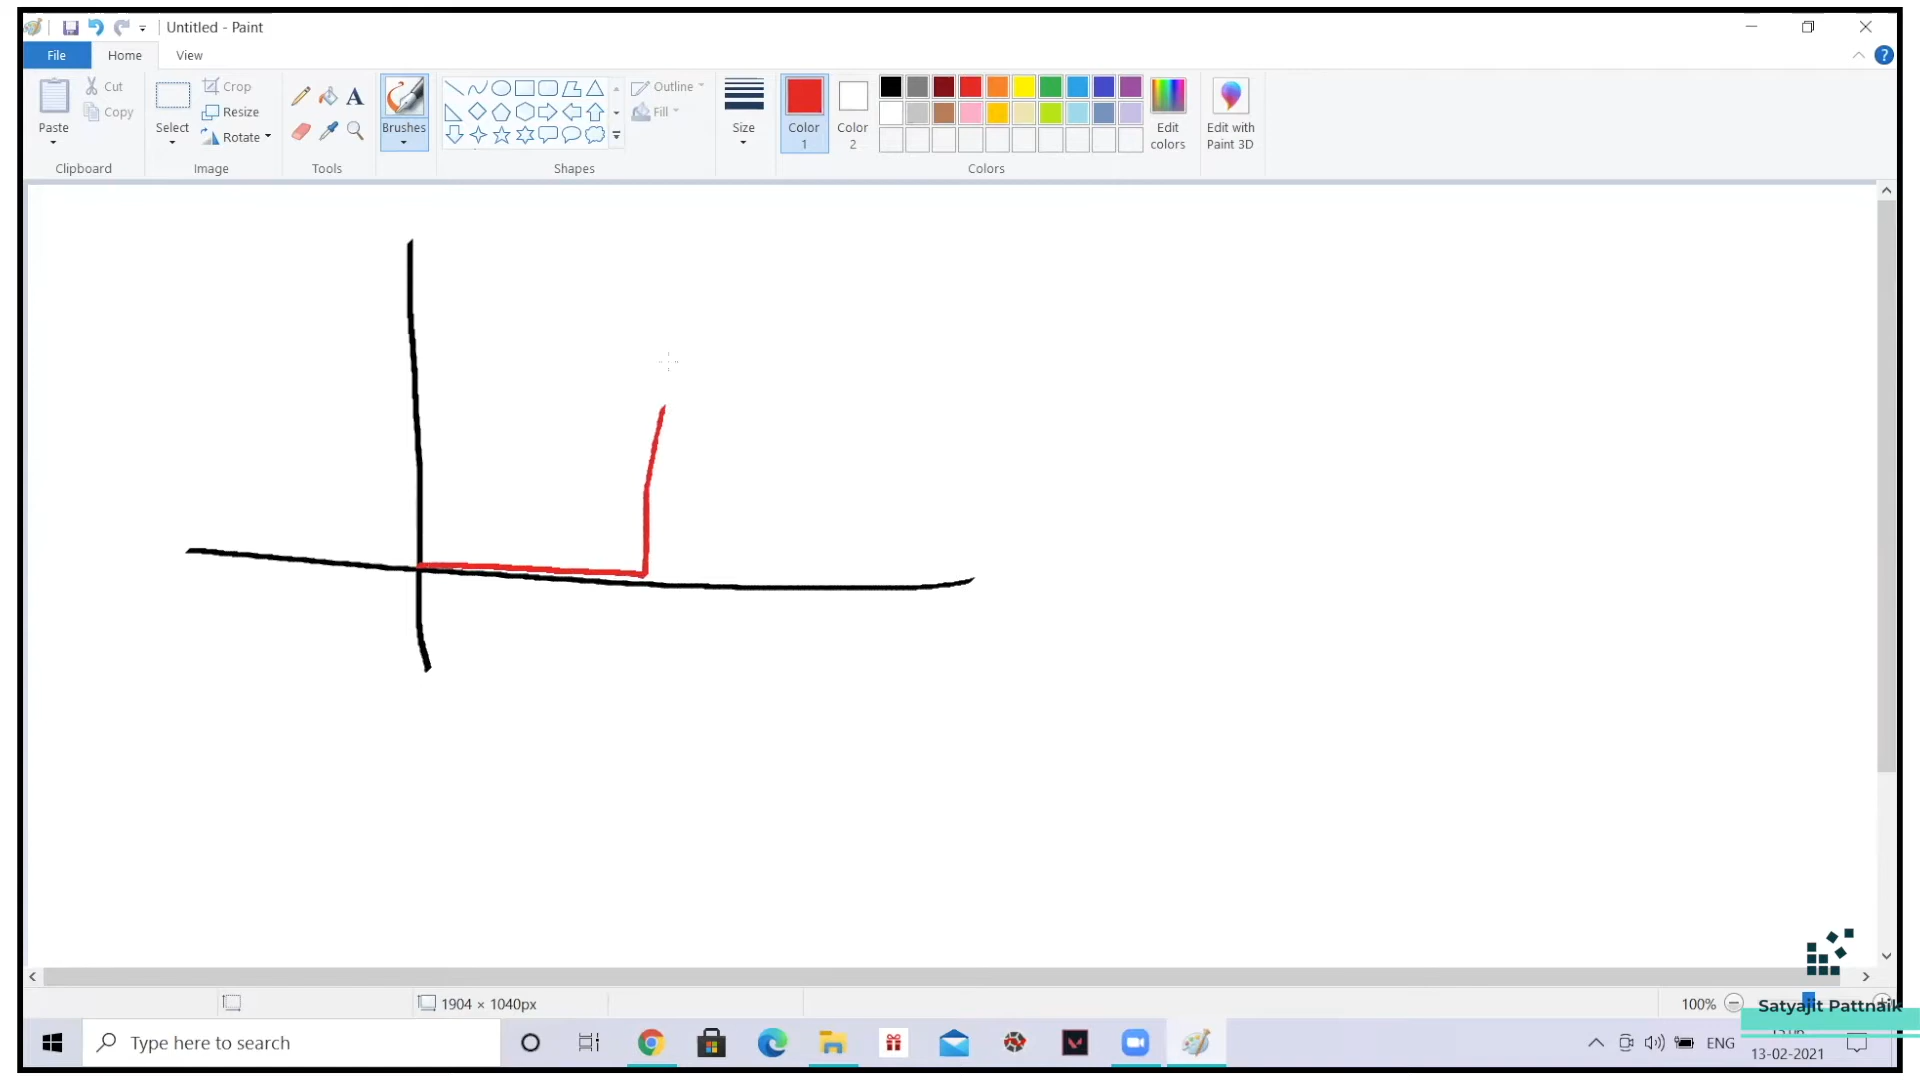 Untitled - Paint
File
Home
View
Paste
Cut
Copy
Clipboard
Select
Crop
Resize
Rotate
Image
A
Tools
Brushes
Outline
Fill
Shapes
Size
Color
1
Color
2
Edit
colors
Edit with
Paint 3D
Colors
1904 × 1040px
100%
Satyajit Pattnaik
Type here to search
ENG
13-02-2021